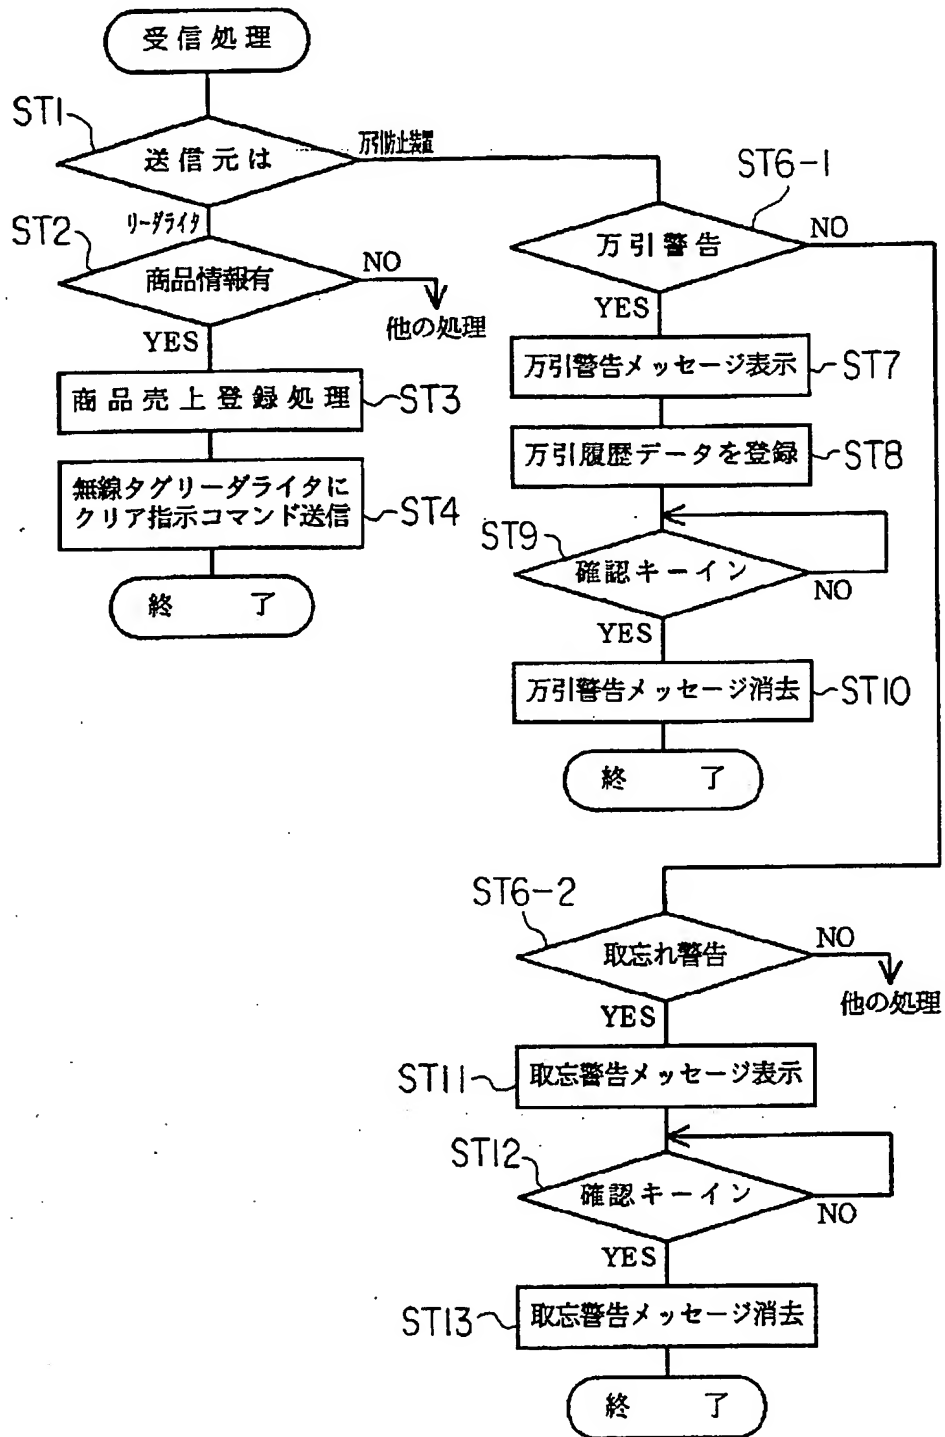 受信処理
ST1
送信元は
万引防止装置
リーダライタ
ST2
商品情報有
NO
他の処理
YES
商品売上登録処理
ST3
無線タグリーダライタに
クリア指示コマンド送信
ST4
終 了
ST6-1
万引警告
NO
YES
万引警告メッセージ表示
ST7
万引履歴データを登録
ST8
ST9
確認キーイン
NO
YES
万引警告メッセージ消去
ST10
終 了
ST6-2
取忘れ警告
NO
他の処理
YES
ST11
取忘警告メッセージ表示
ST12
確認キーイン
NO
YES
ST13
取忘警告メッセージ消去
終 了